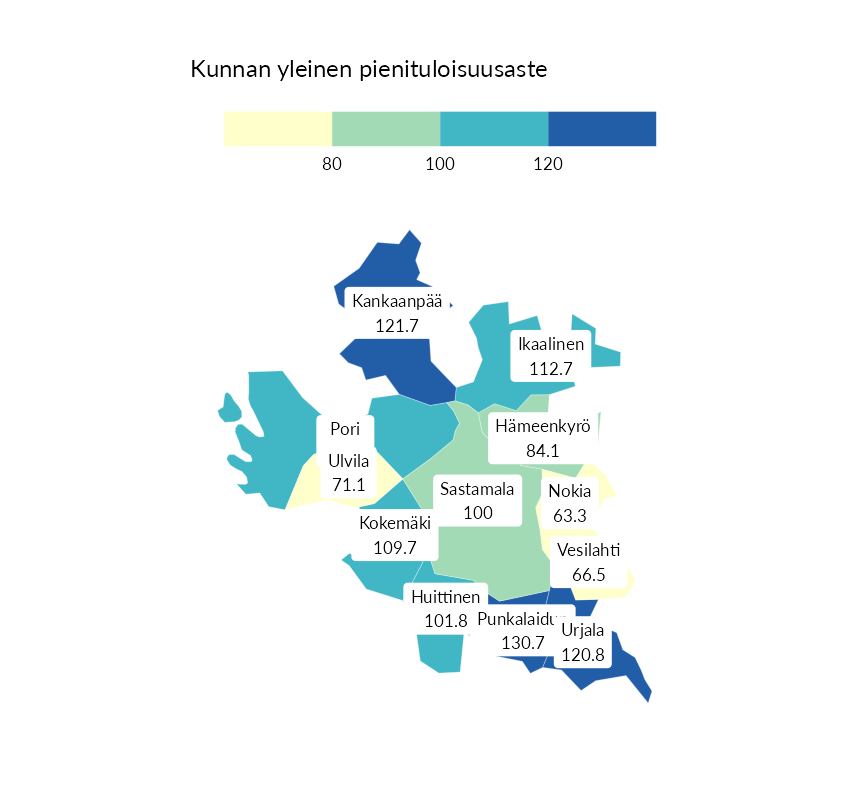 Kunnan yleinen pienituloisuusaste
80
100
120
Kankaanpää
121.7
Ikaalinen
112.7
Pori
Hämeenkyrö
84.1
Ulvila
71.1
Sastamala
100
Nokia
63.3
Kokemäki
109.7
Vesilahti
66.5
Huittinen
101.8
Punkalaidu
130.7
Urjala
120.8